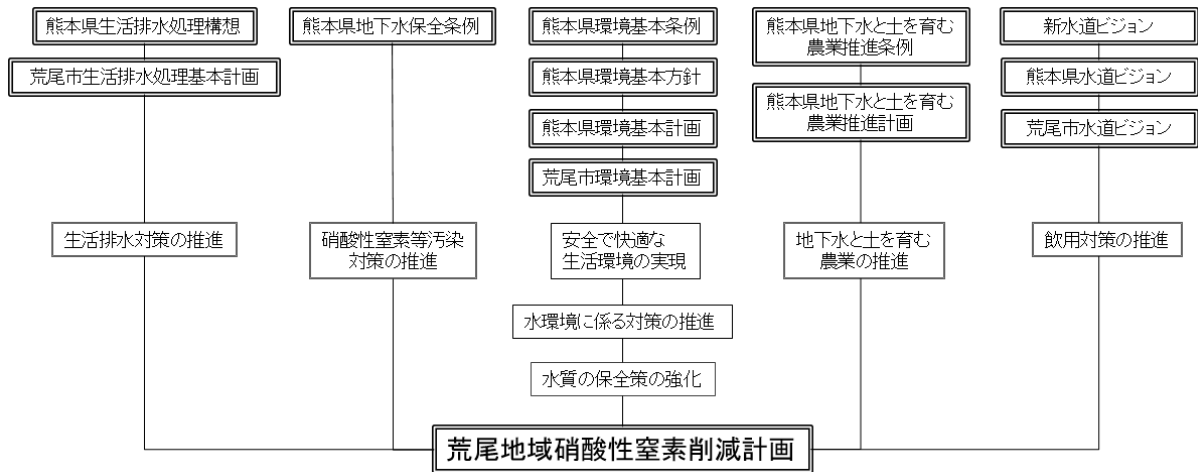 熊本県生活排水処理構想
荒尾市生活排水処理基本計画
生活排水対策の推進
熊本県地下水保全条例
硝酸性窒素等汚染
対策の推進
熊本県環境基本条例
熊本県環境基本方針
熊本県環境基本計画
荒尾市環境基本計画
安全で快適な
生活環境の実現
水環境に係る対策の推進
水質の保全策の強化
熊本県地下水と土を育む
農業推進条例
熊本県地下水と土を育む
農業推進計画
地下水と土を育む
農業の推進
新水道ビジョン
熊本県水道ビジョン
荒尾市水道ビジョン
飲用対策の推進
荒尾地域硝酸性窒素削減計画